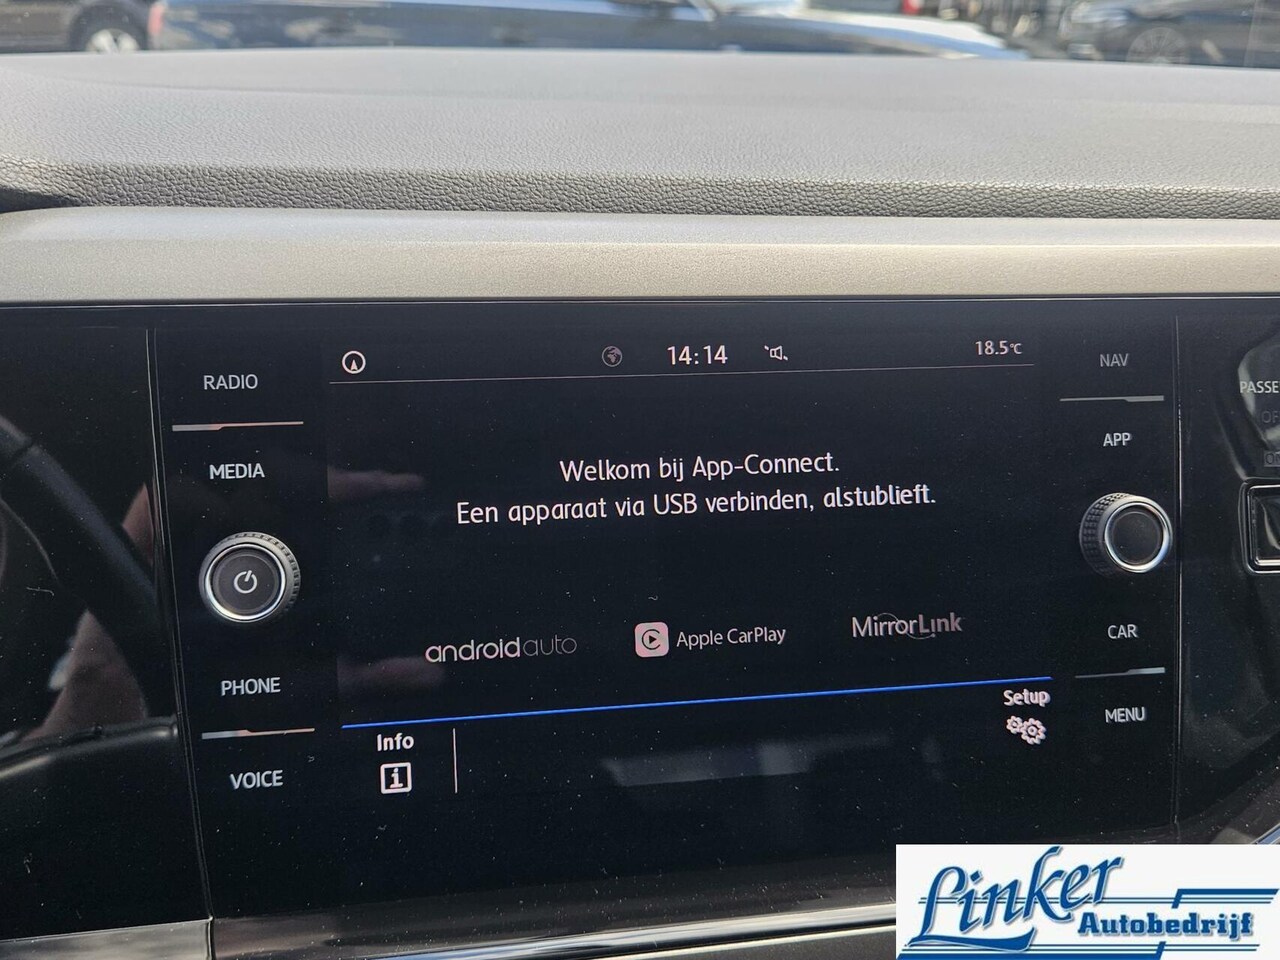 14:14
18.5°C
RADIO
NAV
PASSE
MEDIA
APP
Welkom bij App-Connect.
Een apparaat via USB verbinden, alstublieft.
androidauto
Apple CarPlay
MirrorLink
CAR
PHONE
Setup
MENU
Info
i
VOICE
Linker
Autobedrijf